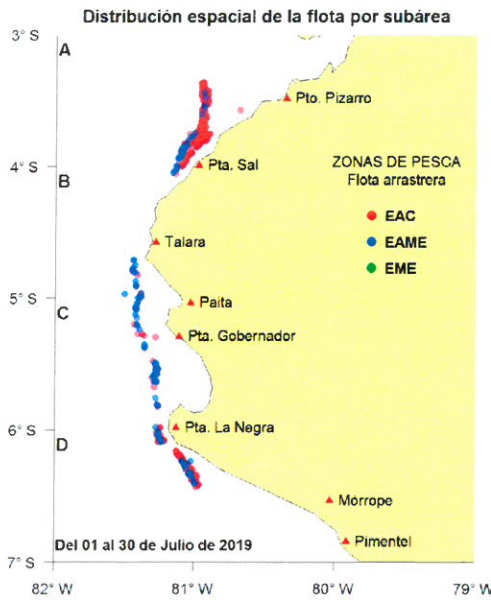 Distribución espacial de la flota por subárea
3° S
A
Pto. Pizarro
4° S
Pta. Sal
B
ZONAS DE PESCA
Flota arrastrera
EAC
EAME
EME
Talara
5° S
Paita
C
Pta. Gobernador
6° S
Pta. La Negra
D
Mórrope
Pimentel
Del 01 al 30 de Julio de 2019
7° S
82° W
81° W
80° W
79° W